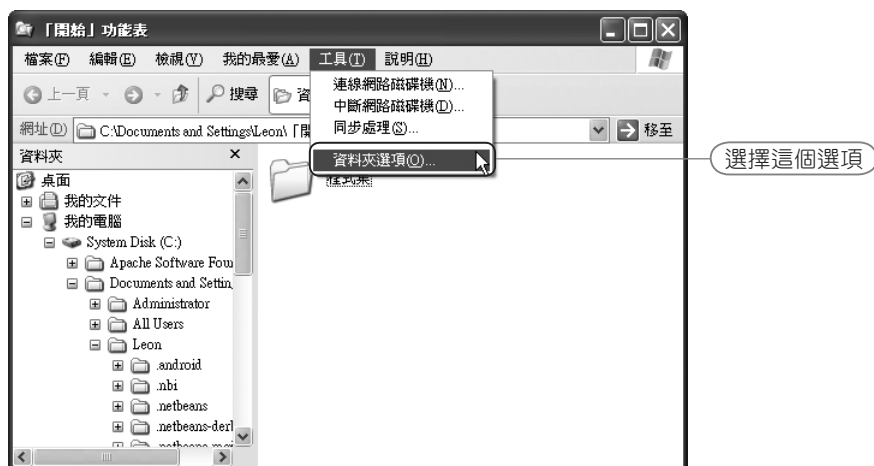 「開始」功能表
檔案(F) 編輯(E) 檢視(V) 我的最愛(A) 工具(T) 說明(H)
上一頁 搜尋 資
連線網路磁碟機(N)...
中斷網路磁碟機(D)...
同步處理(S)...
資料夾選項(O)...
網址(D) C:\Documents and Settings\Leon\「開 移至
選擇這個選項
資料夾 ×
程式集
桌面
我的文件
我的電腦
System Disk (C:)
Apache Software Fou
Documents and Settin
Administrator
All Users
Leon
.android
.nbi
.netbeans
.netbeans-derl